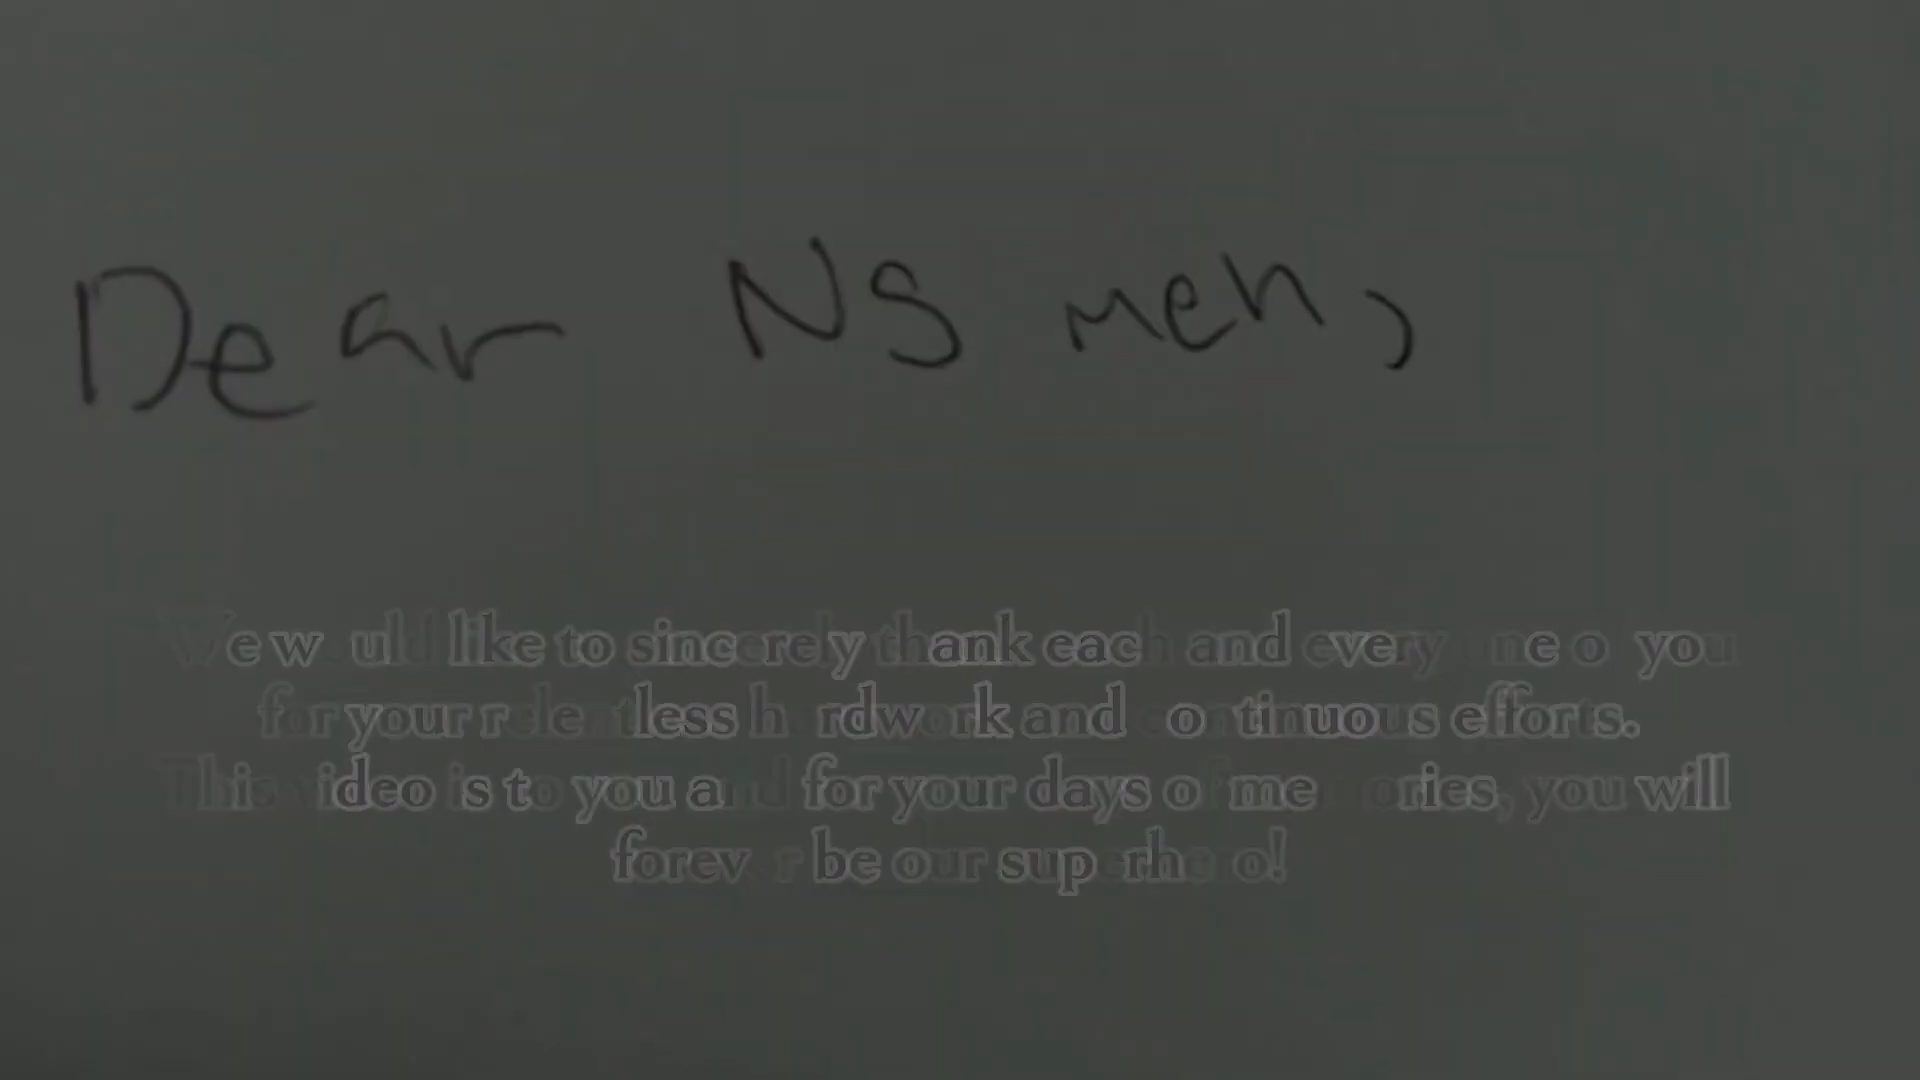 Dear NS men,
We would like to sincerely thank each and every one of you
for your relentless hardwork and continuous efforts.
This video is to you and for your days of memories, you will
forever be our superhero!